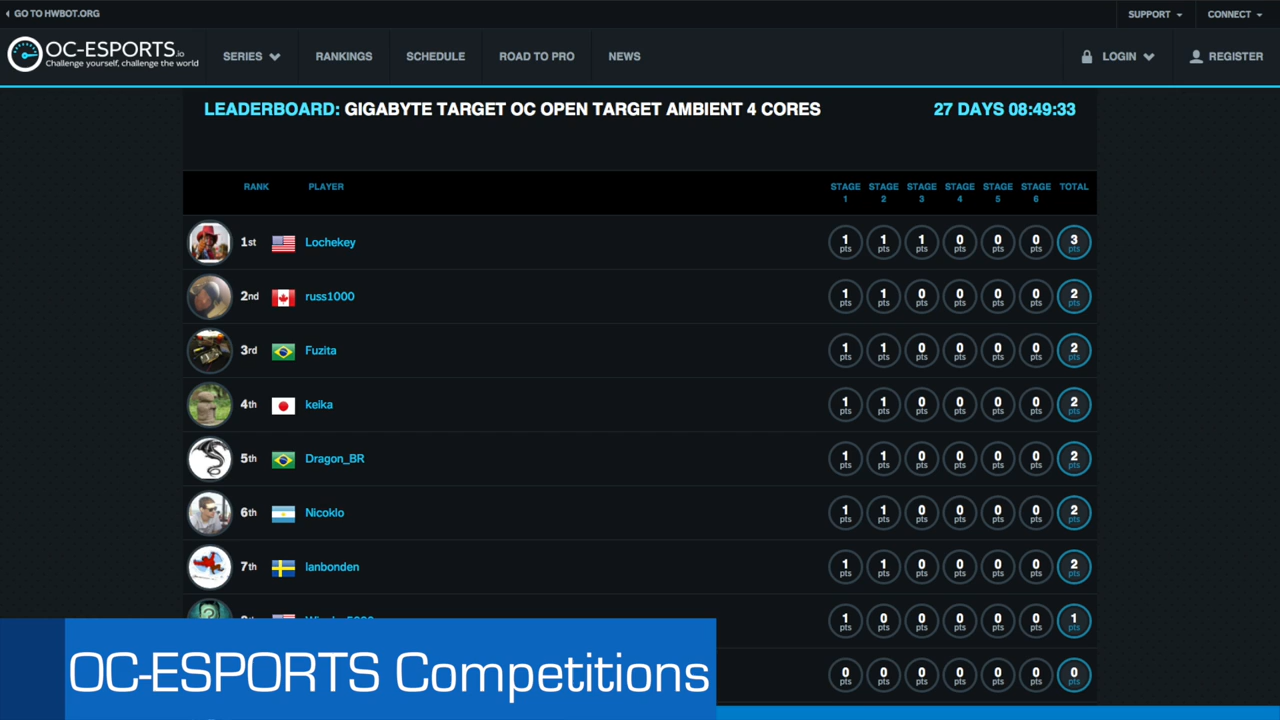 GO TO HWBOT.ORG
SUPPORT
CONNECT
OC-ESPORTS.io
Challenge yourself, challenge the world
SERIES
RANKINGS
SCHEDULE
ROAD TO PRO
NEWS
LOGIN
REGISTER
LEADERBOARD: GIGABYTE TARGET OC OPEN TARGET AMBIENT 4 CORES
27 DAYS 08:49:33
RANK PLAYER STAGE 1 STAGE 2 STAGE 3 STAGE 4 STAGE 5 STAGE 6 TOTAL
1st Lochekey 1 pts 1 pts 1 pts 0 pts 0 pts 0 pts 3 pts
2nd russ1000 1 pts 1 pts 0 pts 0 pts 0 pts 0 pts 2 pts
3rd Fuzita 1 pts 1 pts 0 pts 0 pts 0 pts 0 pts 2 pts
4th keika 1 pts 1 pts 0 pts 0 pts 0 pts 0 pts 2 pts
5th Dragon_BR 1 pts 1 pts 0 pts 0 pts 0 pts 0 pts 2 pts
6th Nicoklo 1 pts 1 pts 0 pts 0 pts 0 pts 0 pts 2 pts
7th lanbonden 1 pts 1 pts 0 pts 0 pts 0 pts 0 pts 2 pts
1 pts 0 pts 0 pts 0 pts 0 pts 0 pts 1 pts
0 pts 0 pts 0 pts 0 pts 0 pts 0 pts 0 pts
OC-ESPORTS Competitions